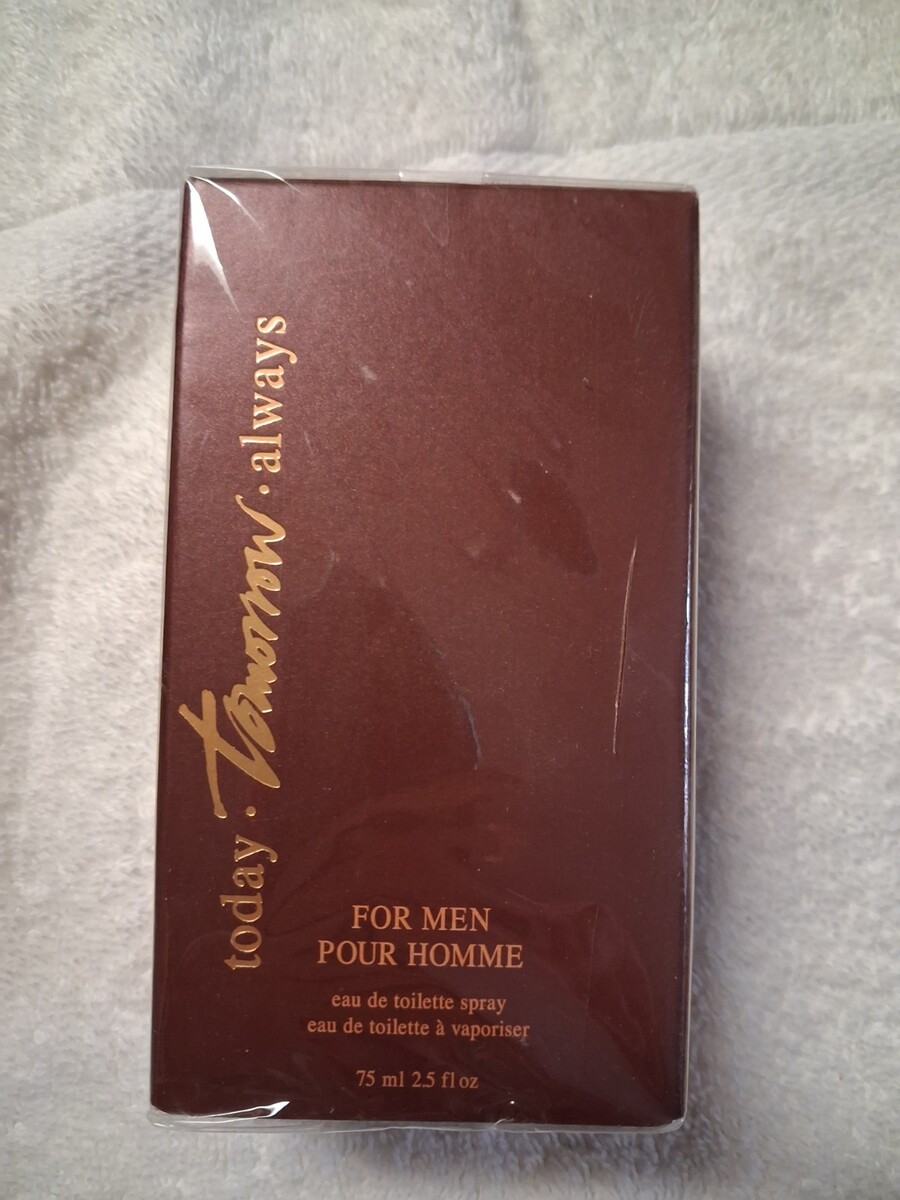 today · tomorrow · always
FOR MEN
POUR HOMME
eau de toilette spray
eau de toilette à vaporiser
75 ml 2.5 fl oz